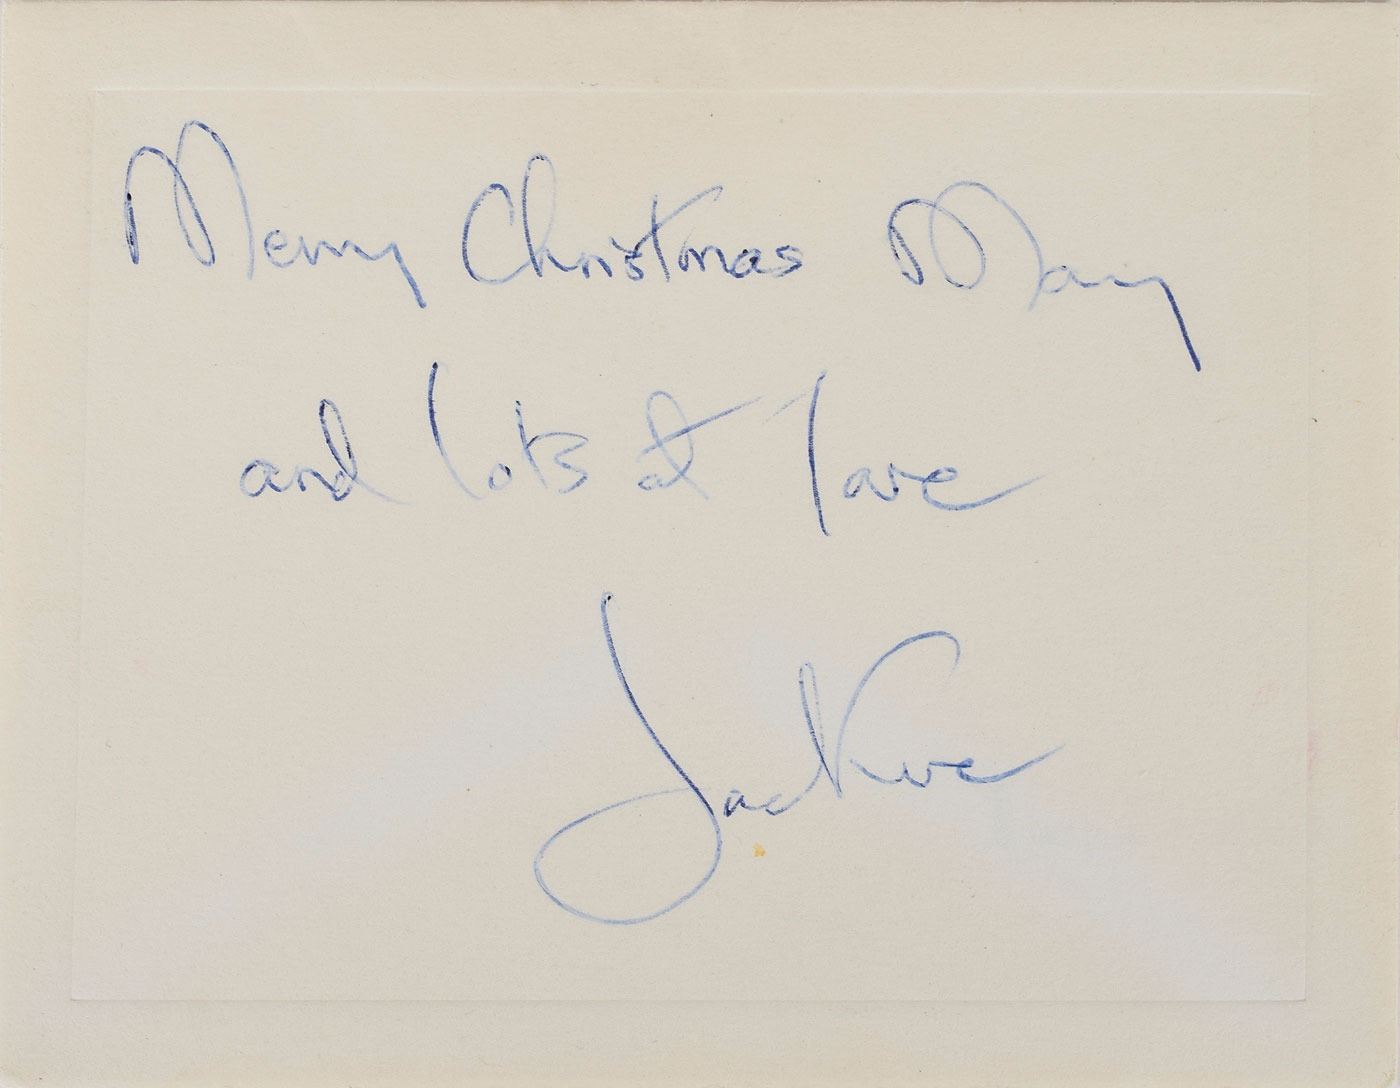 Merry Christmas Mary
and lots of love
Jackie